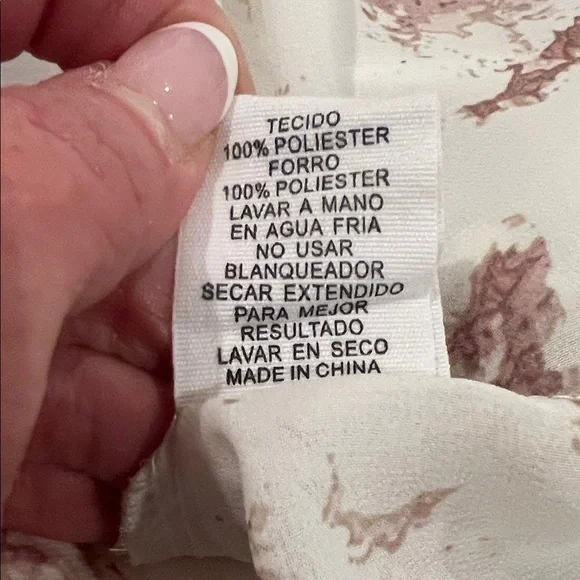 TECIDO
100% POLIESTER
FORRO
100% POLIESTER
LAVAR A MANO
EN AGUA FRIA
NO USAR
BLANQUEADOR
SECAR EXTENDIDO
PARA MEJOR
RESULTADO
LAVAR EN SECO
MADE IN CHINA